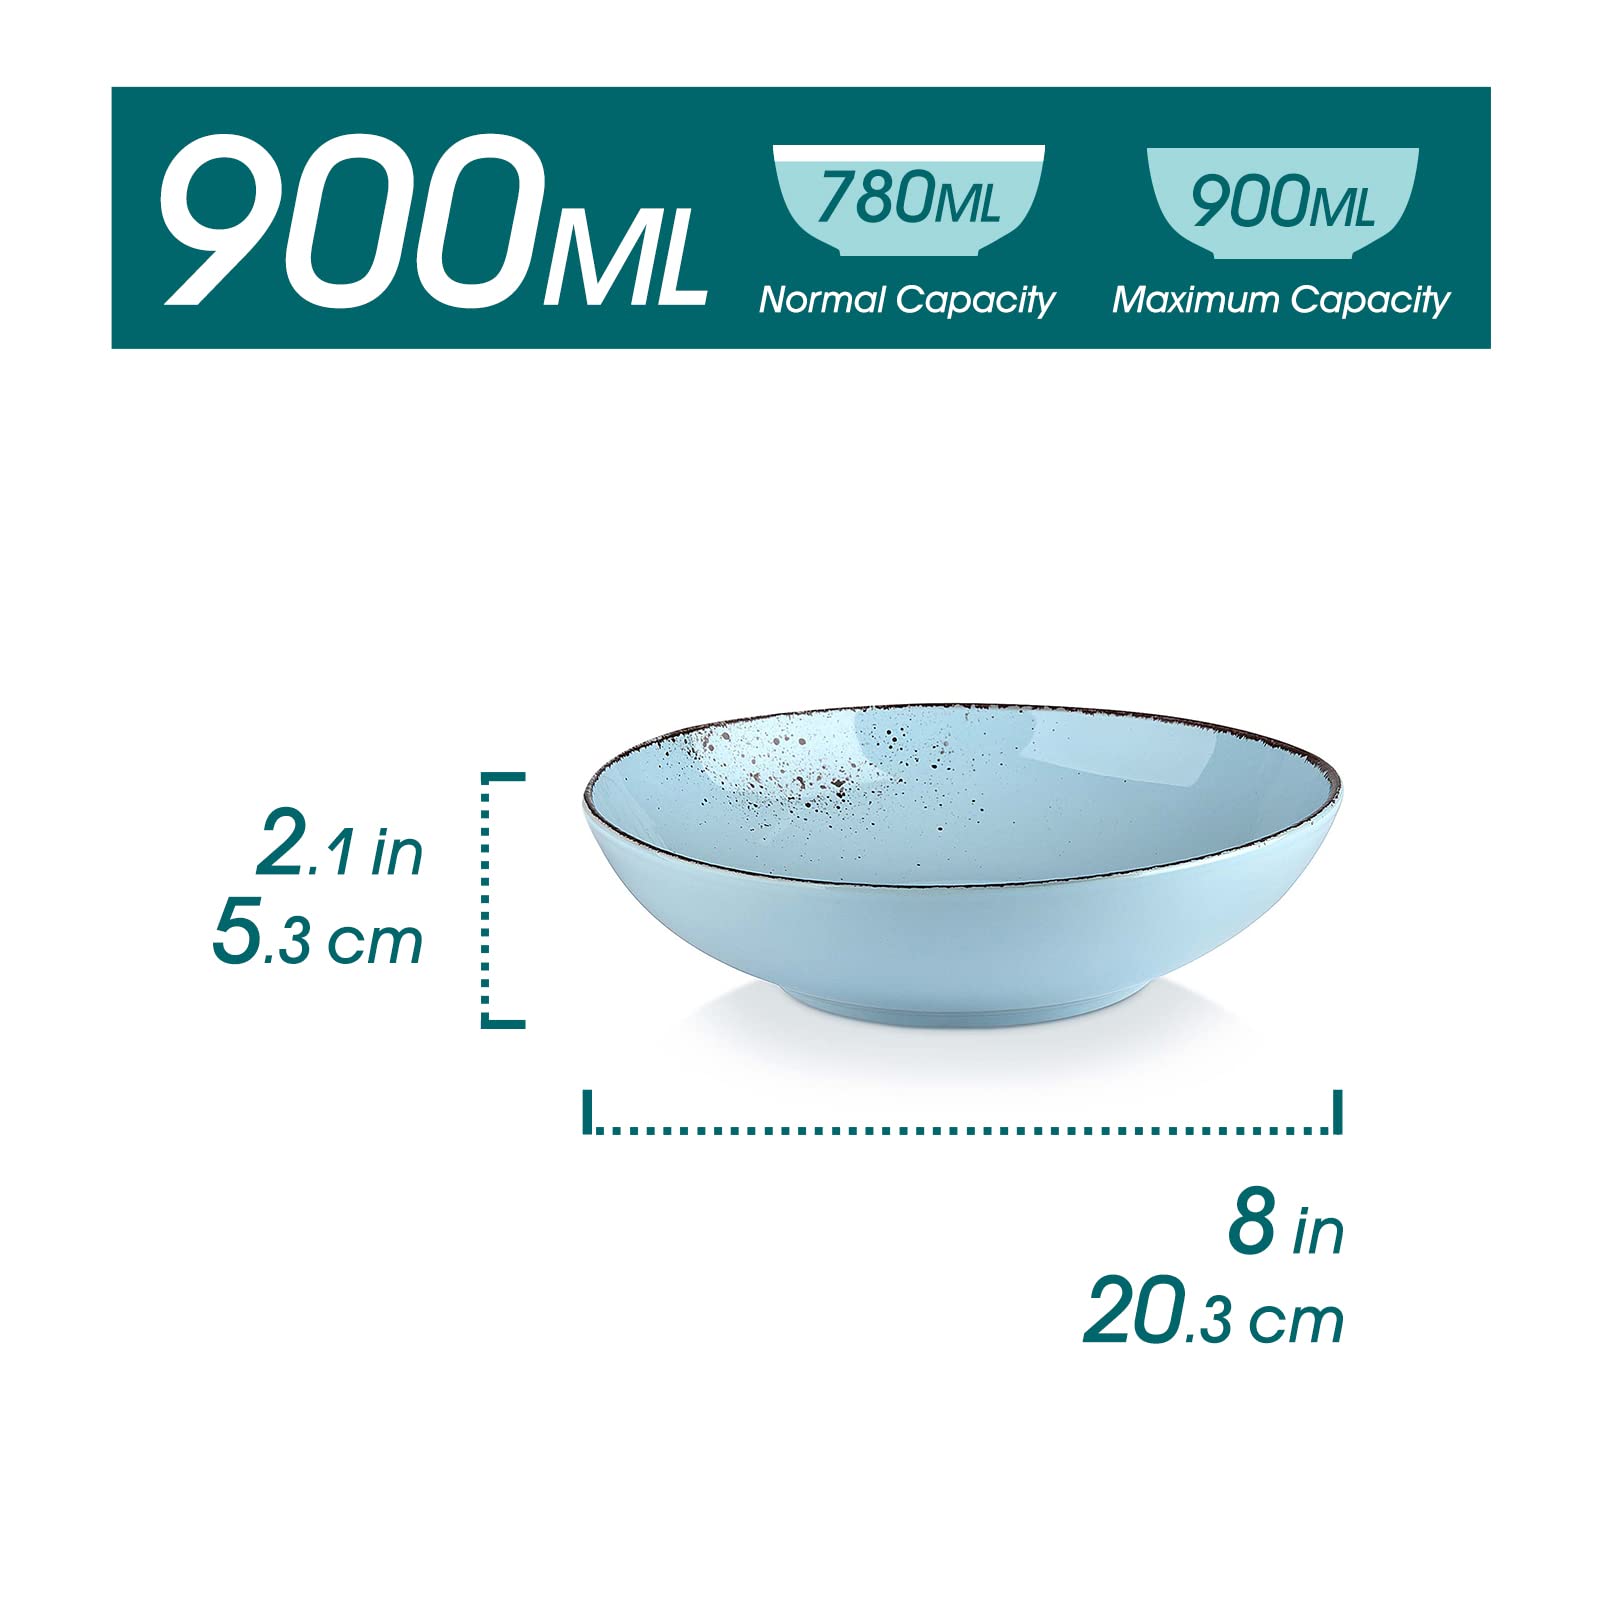 900ML
780ML
Normal Capacity
900ML
Maximum Capacity
2.1 in
5.3 cm
8 in
20.3 cm